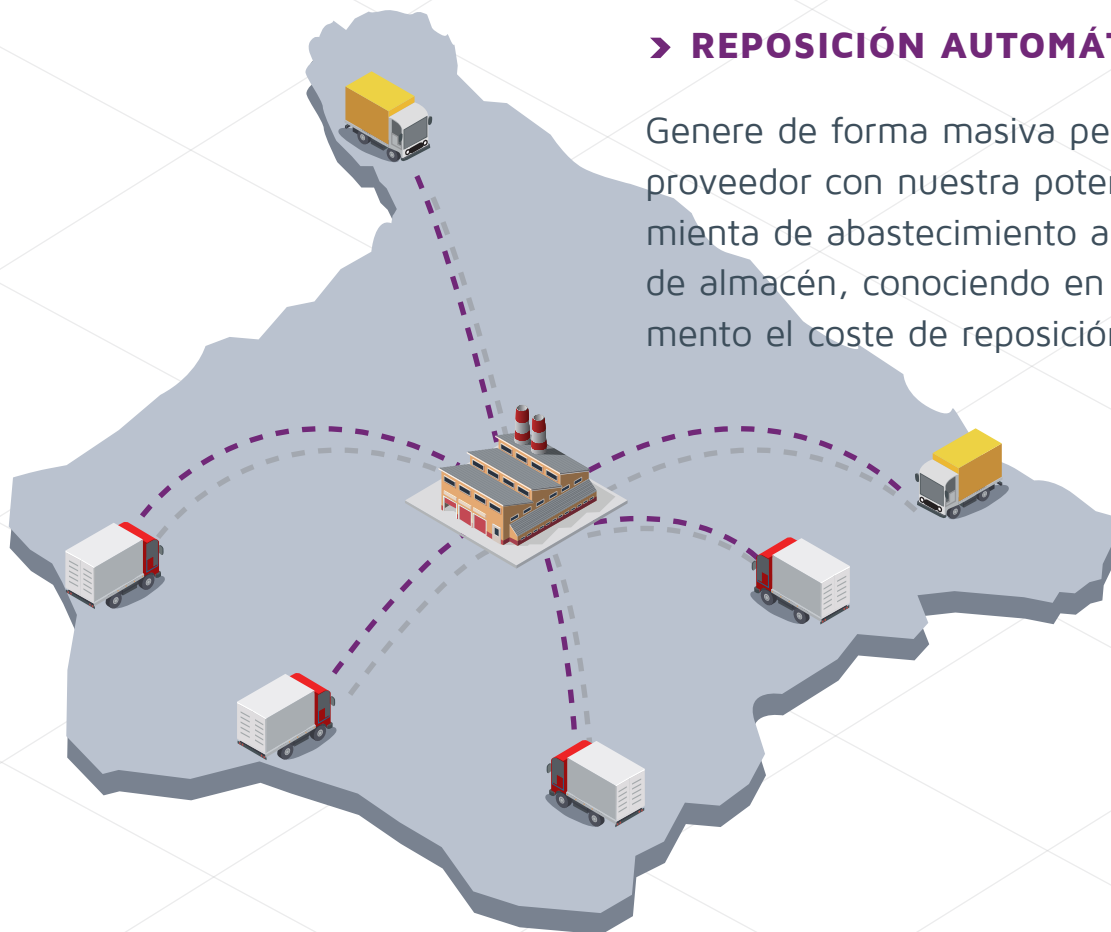 REPOSICIÓN AUTOMÁT
Genere de forma masiva pe
proveedor con nuestra poten
mienta de abastecimiento a
de almacén, conociendo en
mento el coste de reposición